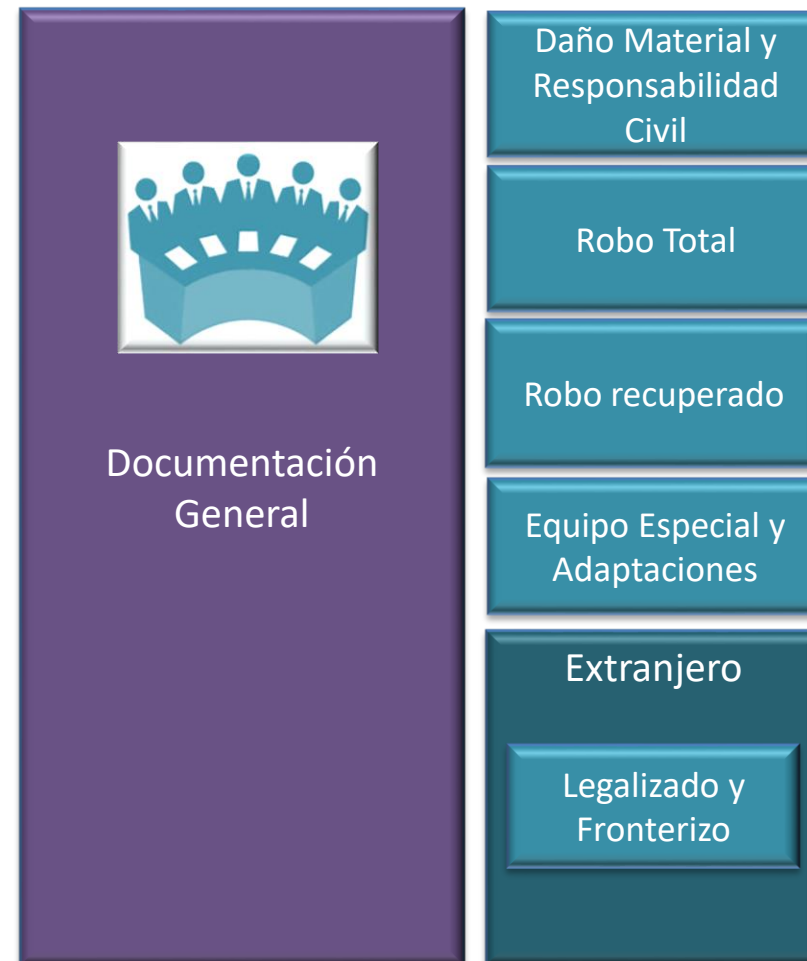 Documentación
General
Daño Material y
Responsabilidad
Civil
Robo Total
Robo recuperado
Equipo Especial y
Adaptaciones
Extranjero
Legalizado y
Fronterizo